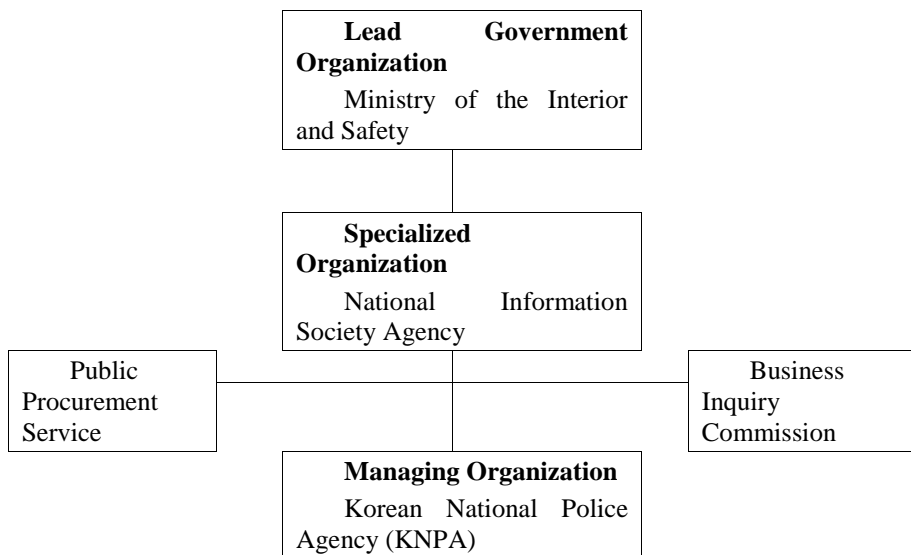 Lead Government
Organization
Ministry of the Interior
and Safety
Specialized
Organization
National Information
Society Agency
Public
Procurement
Service
Business
Inquiry
Commission
Managing Organization
Korean National Police
Agency (KNPA)